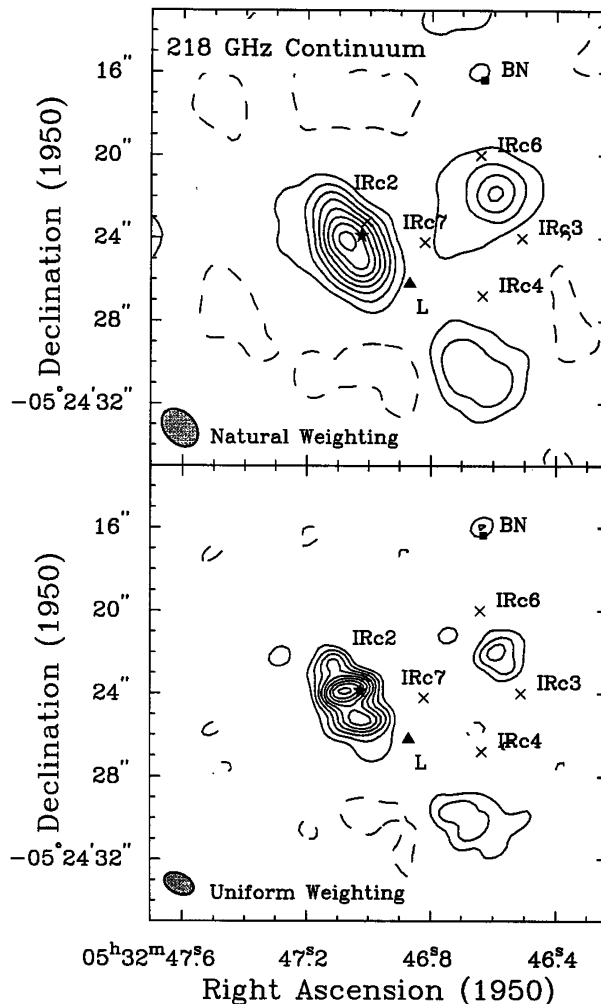 218 GHz Continuum
BN
16"
IRc6
20"
IRc2
IRc7
IRc3
24"
IRc4
L
28"
-05°24'32"
Natural Weighting
Declination (1950)
BN
16"
IRc6
20"
IRc2
IRc7
IRc3
24"
IRc4
L
28"
-05°24'32"
Uniform Weighting
Declination (1950)
05ʰ32ᵐ47ˢ.6
47ˢ.2
46ˢ.8
46ˢ.4
Right Ascension (1950)